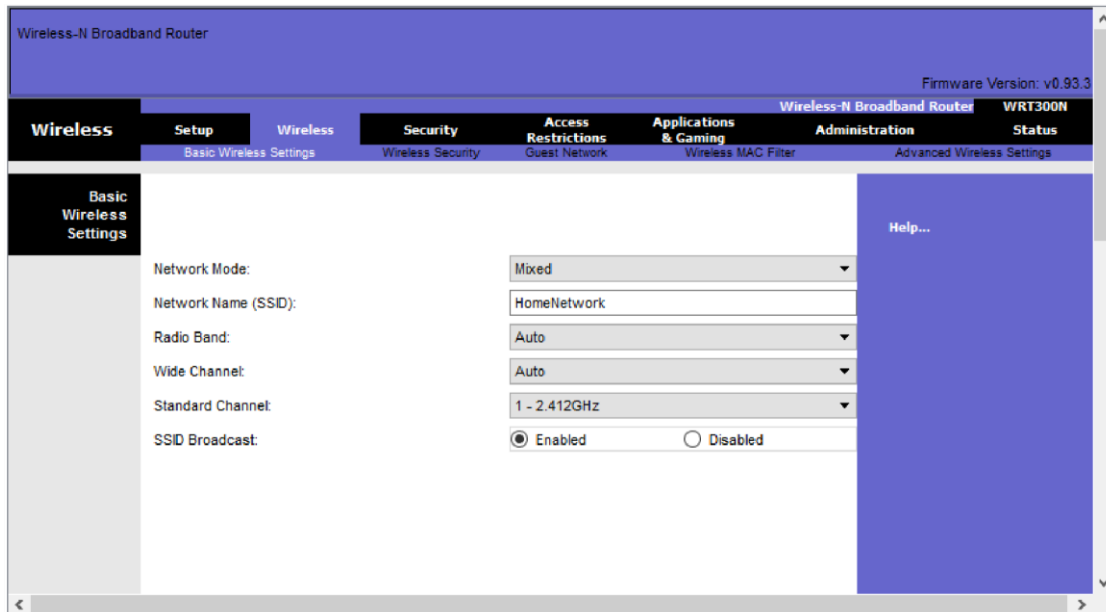 Wireless-N Broadband Router
Firmware Version: v0.93.3
Wireless-N Broadband Router WRT300N
Wireless Setup Wireless Security Access Restrictions Applications & Gaming Administration Status
Basic Wireless Settings Wireless Security Guest Network Wireless MAC Filter Advanced Wireless Settings
Basic
Wireless
Settings
Help...
Network Mode: Mixed
Network Name (SSID): HomeNetwork
Radio Band: Auto
Wide Channel: Auto
Standard Channel: 1 - 2.412GHz
SSID Broadcast: Enabled Disabled